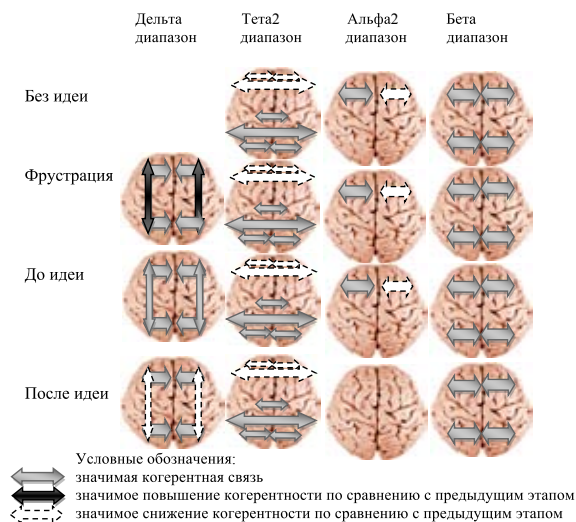 Дельта Тета2 Альфа2 Бета
диапазон диапазон диапазон диапазон
Без идеи
Фрустрация
До идеи
После идеи
Условные обозначения:
значимая когерентная связь
значимое повышение когерентности по сравнению с предыдущим этапом
значимое снижение когерентности по сравнению с предыдущим этапом